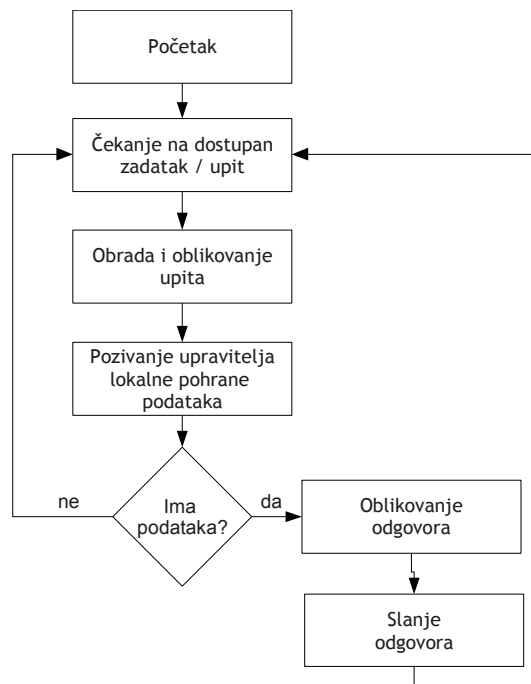 Početak
Čekanje na dostupan
zadatak / upit
Obrada i oblikovanje
upita
Pozivanje upravitelja
lokalne pohrane
podataka
ne
Ima
podataka?
da
Oblikovanje
odgovora
Slanje
odgovora